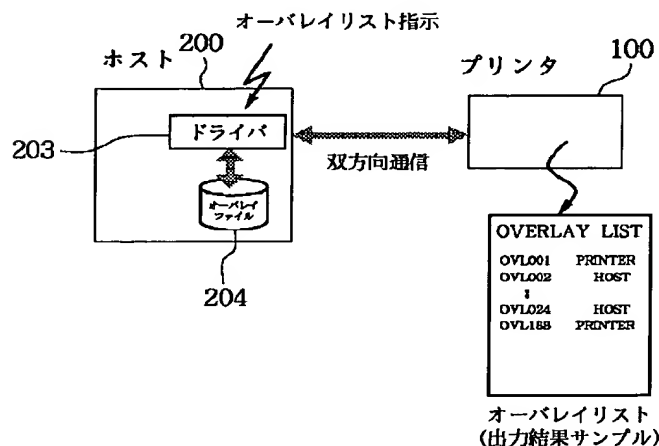 オーバレイリスト指示
ホスト
200
プリンタ
100
203
ドライバ
双方向通信
オーバレイ
ファイル
204
OVERLAY LIST
OVL001 PRINTER
OVL002 HOST
⋮
OVL024 HOST
OVL188 PRINTER
オーバレイリスト
(出力結果サンプル)